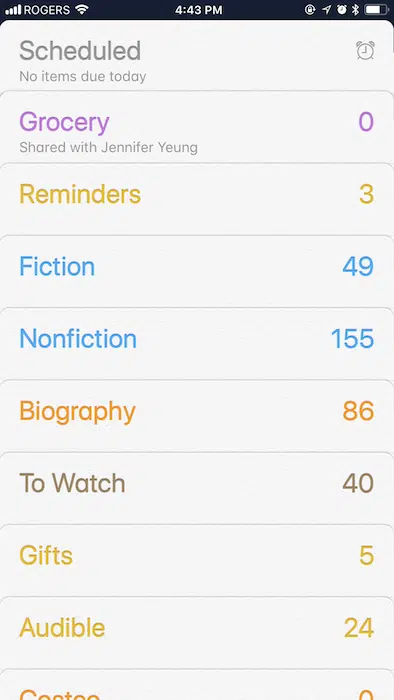 ROGERS 4:43 PM
Scheduled
No items due today
Grocery 0
Shared with Jennifer Yeung
Reminders 3
Fiction 49
Nonfiction 155
Biography 86
To Watch 40
Gifts 5
Audible 24
Costco 0